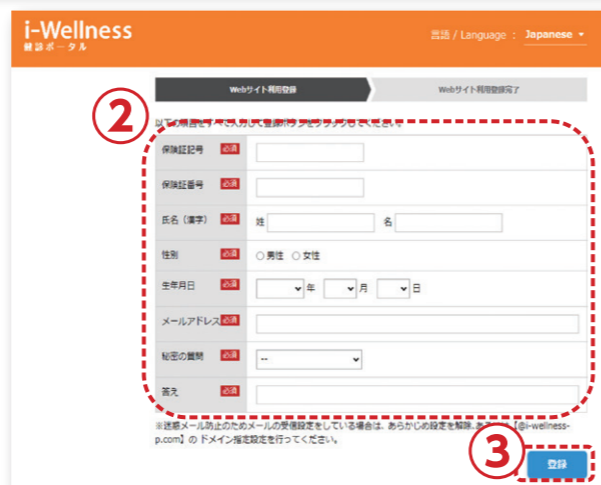 i-Wellness
健診ポータル
言語 / Language : Japanese
Webサイト利用登録
Webサイト利用登録完了
②
以下の項目をすべて入力して登録ボタンをクリックしてください。
保険証記号 必須
保険証番号 必須
氏名（漢字） 必須 姓 名
性別 必須 男性 女性
生年月日 必須 年 月 日
メールアドレス 必須
秘密の質問 必須 --
答え 必須
※迷惑メール防止のためメールの受信設定をしている場合は、あらかじめ設定を解除、ある 【@i-wellness-
p.com】の ドメイン指定設定を行ってください。
③
登録